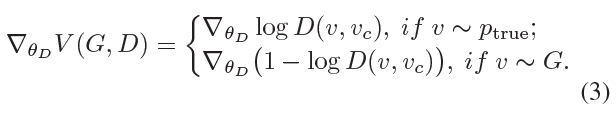 ∇θ_D V(G, D) = { ∇θ_D log D(v, v_c), if v ∼ p_true;
∇θ_D (1 − log D(v, v_c)), if v ∼ G.
(3)